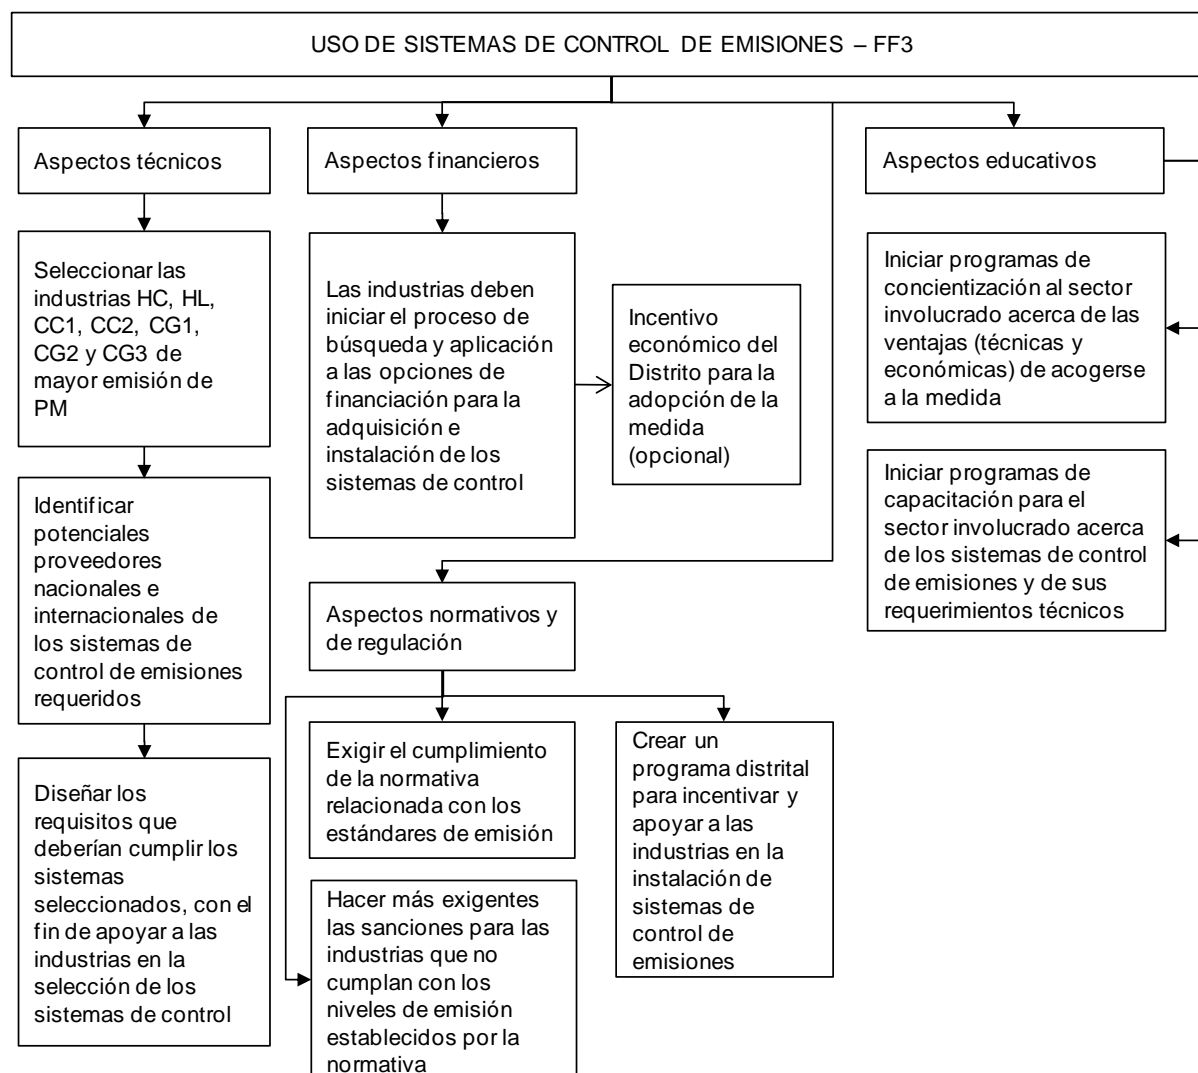 USO DE SISTEMAS DE CONTROL DE EMISIONES – FF3
Aspectos técnicos
Seleccionar las
industrias HC, HL,
CC1, CC2, CG1,
CG2 y CG3 de
mayor emisión de
PM
Identificar
potenciales
proveedores
nacionales e
internacionales de
los sistemas de
control de emisiones
requeridos
Diseñar los
requisitos que
deberían cumplir los
sistemas
seleccionados, con el
fin de apoyar a las
industrias en la
selección de los
sistemas de control
Aspectos financieros
Las industrias deben
iniciar el proceso de
búsqueda y aplicación
a las opciones de
financiación para la
adquisición e
instalación de los
sistemas de control
Incentivo
económico del
Distrito para la
adopción de la
medida
(opcional)
Aspectos normativos y
de regulación
Exigir el cumplimiento
de la normativa
relacionada con los
estándares de emisión
Hacer más exigentes
las sanciones para las
industrias que no
cumplan con los
niveles de emisión
establecidos por la
normativa
Crear un
programa distrital
para incentivar y
apoyar a las
industrias en la
instalación de
sistemas de
control de
emisiones
Aspectos educativos
Iniciar programas de
concientización al sector
involucrado acerca de las
ventajas (técnicas y
económicas) de acogerse
a la medida
Iniciar programas de
capacitación para el
sector involucrado acerca
de los sistemas de control
de emisiones y de sus
requerimientos técnicos